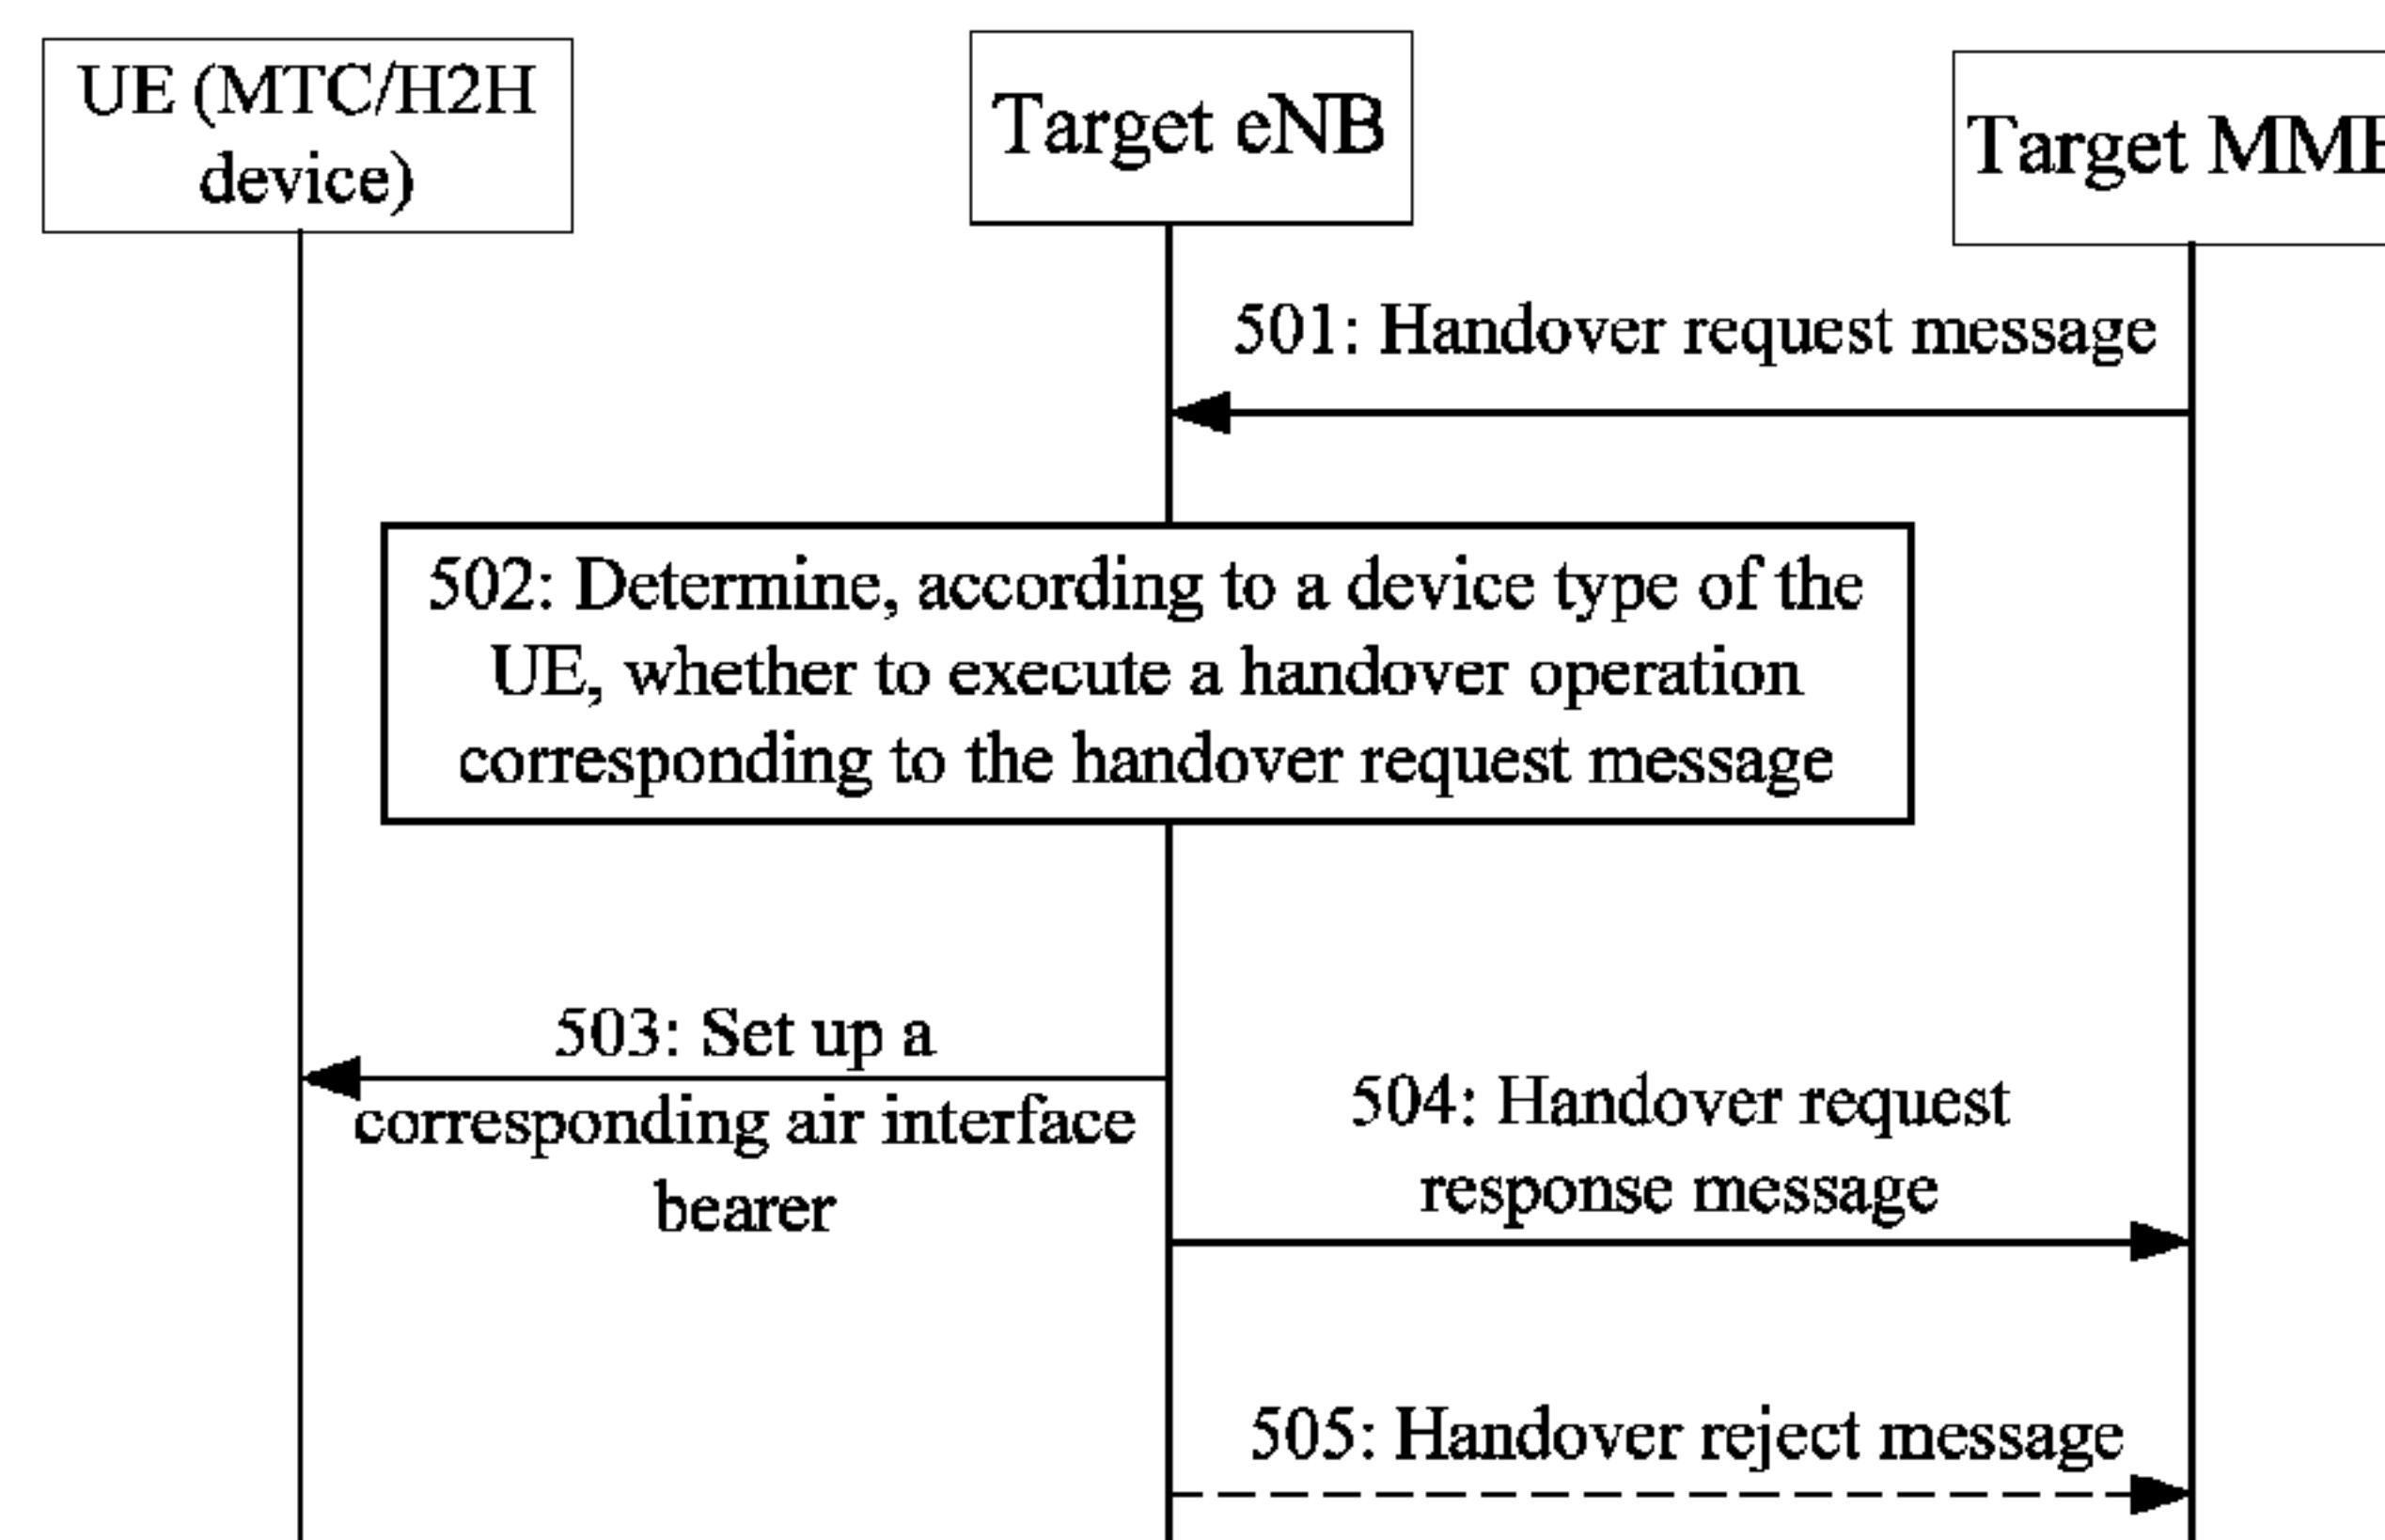 UE (MTC/H2H
device)
Target eNB
Target MME
501: Handover request message
502: Determine, according to a device type of the
UE, whether to execute a handover operation
corresponding to the handover request message
503: Set up a
corresponding air interface
bearer
504: Handover request
response message
505: Handover reject message